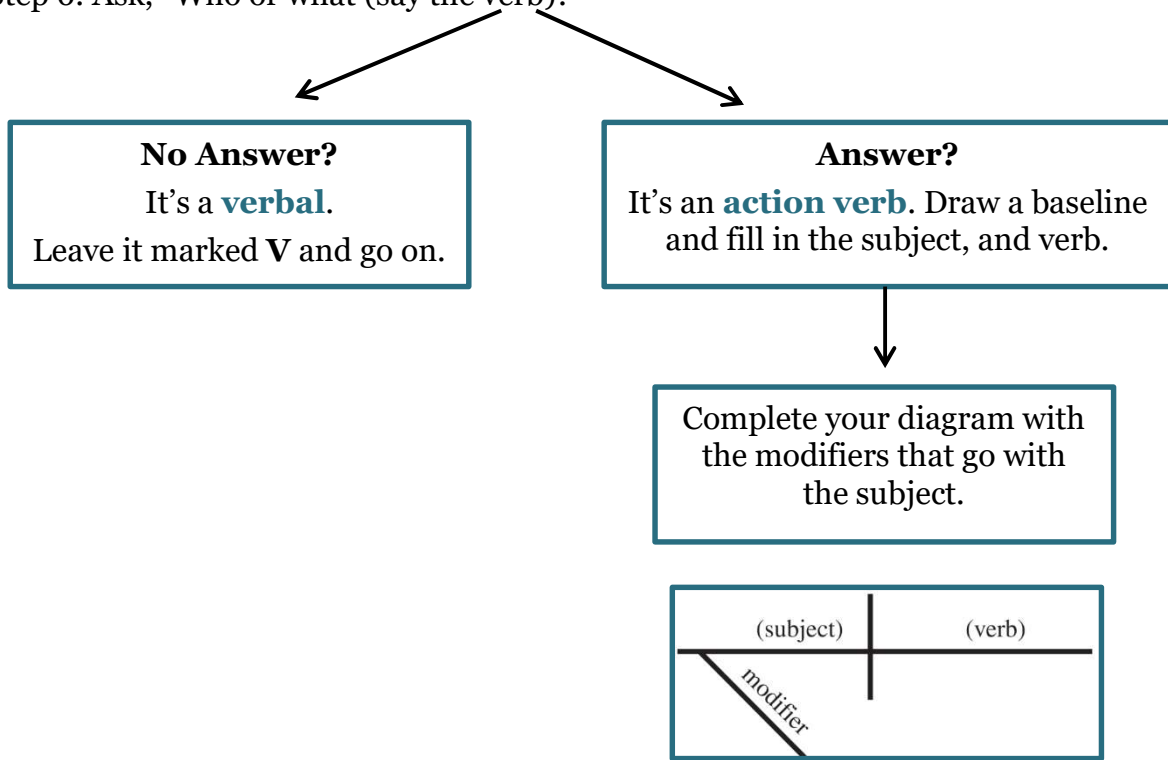 Step 6: Ask, "Who or what (say the verb)?"
No Answer?
It's a verbal.
Leave it marked V and go on.
Answer?
It's an action verb. Draw a baseline
and fill in the subject, and verb.
Complete your diagram with
the modifiers that go with
the subject.
(subject)
(verb)
modifier